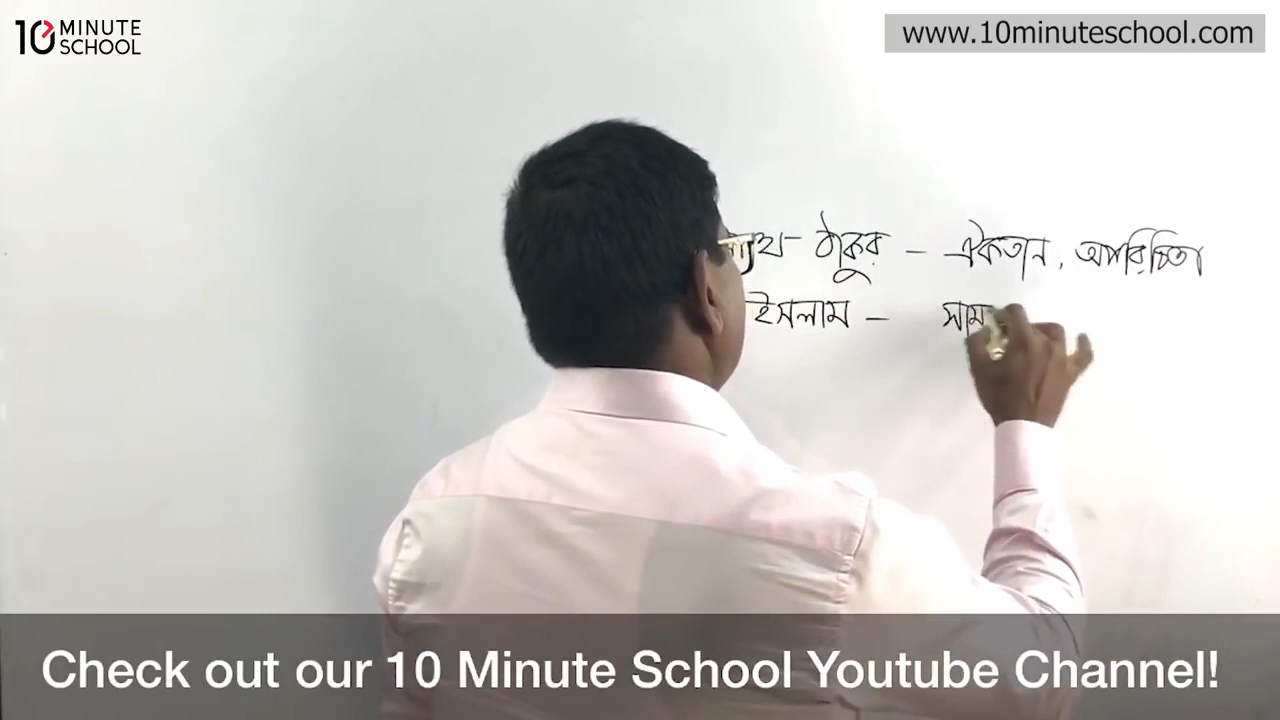 10 MINUTE
SCHOOL
www.10minuteschool.com
ঠাকুর – ঐকতান, অপরিচিতা
ইসলাম – সাম
Check out our 10 Minute School Youtube Channel!